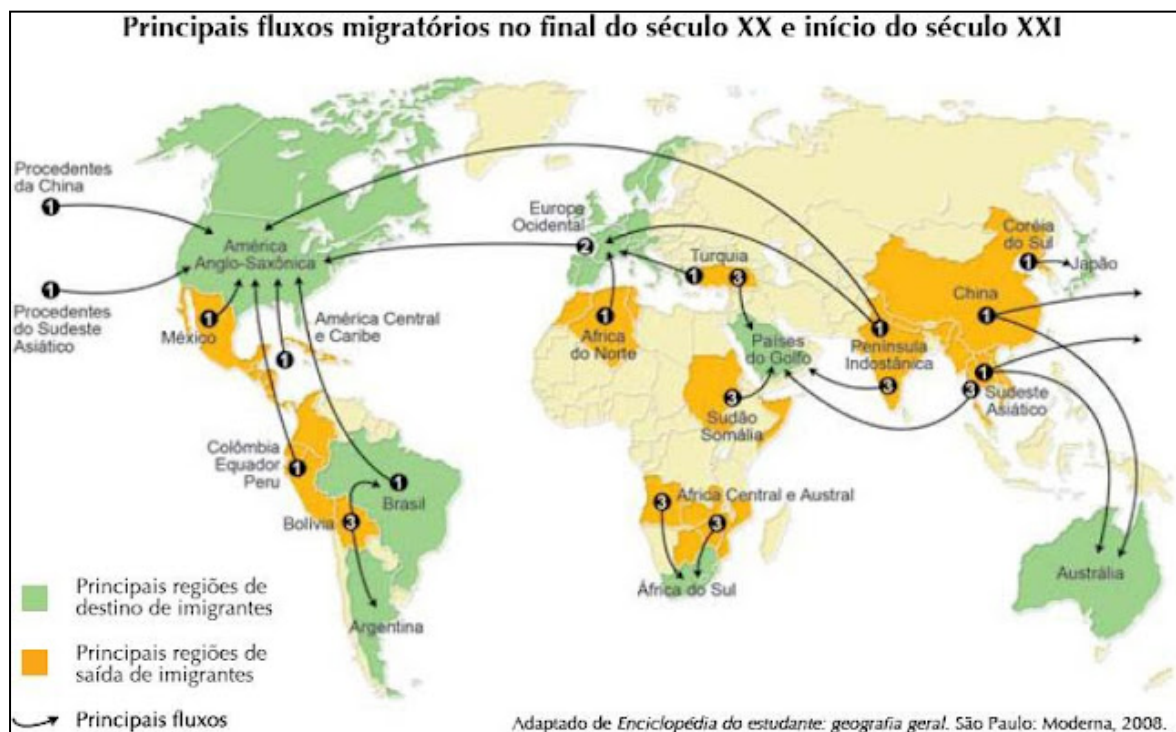 Principais fluxos migratórios no final do século XX e início do século XXI
Procedentes
da China
1
América
Anglo-Saxônica
1
Procedentes
do Sudeste
Asiático
1
México
América Central
e Caribe
1
Colômbia
Equador
Peru
1
1
Brasil
Bolívia
3
Argentina
Europa
Ocidental
2
Turquia
1
3
1
África
do Norte
Países
do Golfo
3
Sudão
Somália
1
Península
Indostânica
3
Coréia
do Sul
1
Japão
China
1
1
3
Sudeste
Asiático
África Central e Austral
3
3
África do Sul
Austrália
Principais regiões de
destino de imigrantes
Principais regiões de
saída de imigrantes
Principais fluxos
Adaptado de Enciclopédia do estudante: geografia geral. São Paulo: Moderna, 2008.